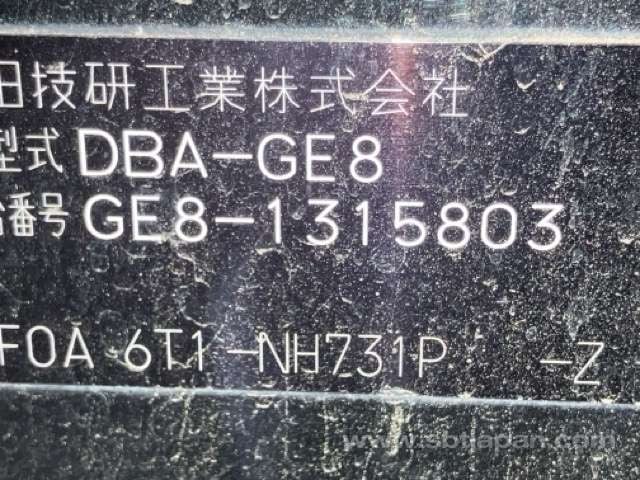 田技研工業株式会社
型式 DBA-GE8
台番号 GE8-1315803
F0A 6T1-NH731P -Z
www.sbtjapan.com